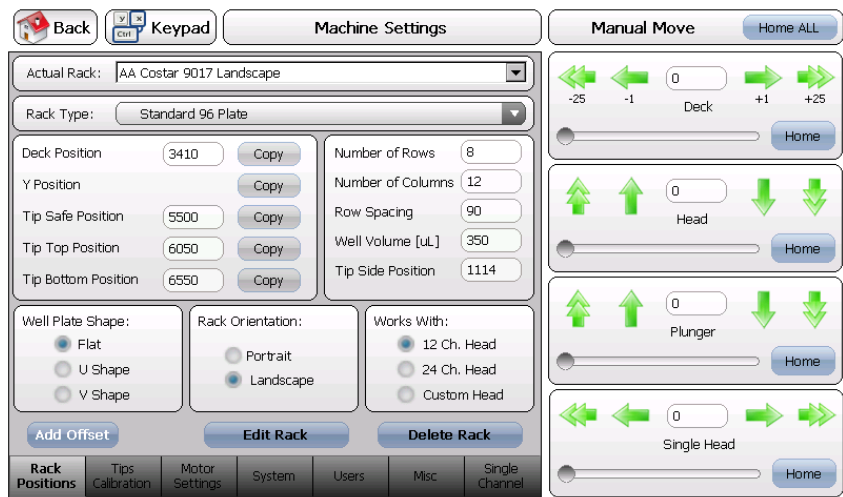 Back
Y X
Ctrl
Keypad
Machine Settings
Manual Move
Home ALL
Actual Rack: AA Costar 9017 Landscape
Rack Type: Standard 96 Plate
Deck Position 3410 Copy
Y Position Copy
Tip Safe Position 5500 Copy
Tip Top Position 6050 Copy
Tip Bottom Position 6550 Copy
Number of Rows 8
Number of Columns 12
Row Spacing 90
Well Volume [uL] 350
Tip Side Position 1114
Well Plate Shape:
Flat
U Shape
V Shape
Rack Orientation:
Portrait
Landscape
Works With:
12 Ch. Head
24 Ch. Head
Custom Head
Add Offset
Edit Rack
Delete Rack
Rack Positions
Tips Calibration
Motor Settings
System
Users
Misc
Single Channel
0
-25 -1 Deck +1 +25
Home
0
Head
Home
0
Plunger
Home
0
Single Head
Home